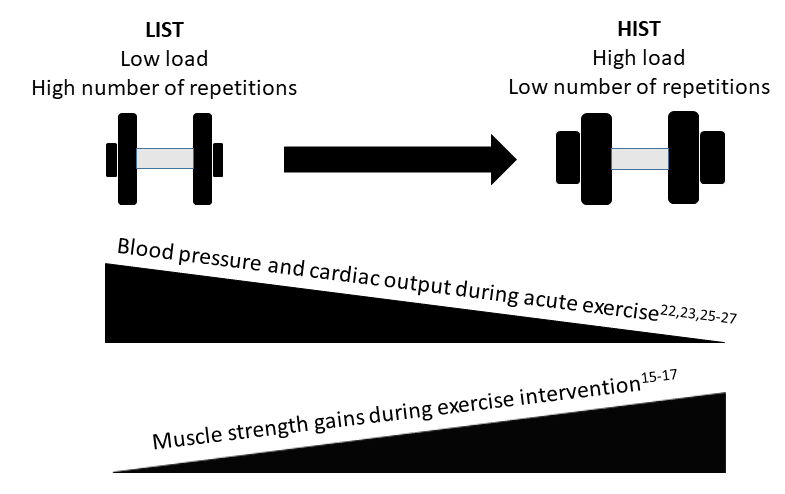 LIST
Low load
High number of repetitions
HIST
High load
Low number of repetitions
Blood pressure and cardiac output during acute exercise22,23,25-27
Muscle strength gains during exercise intervention15-17